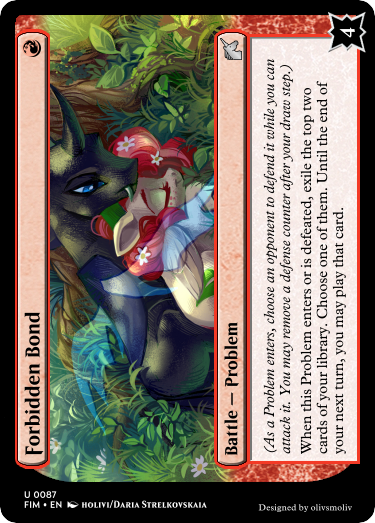 Forbidden Bond
Battle — Problem
4
(As a Problem enters, choose an opponent to defend it while you can
attack it. You may remove a defense counter after your draw step.)
When this Problem enters or is defeated, exile the top two
cards of your library. Choose one of them. Until the end of
your next turn, you may play that card.
U 0087
FIM • EN holivi/Daria Strelkovskaia
Designed by olivsmoliv